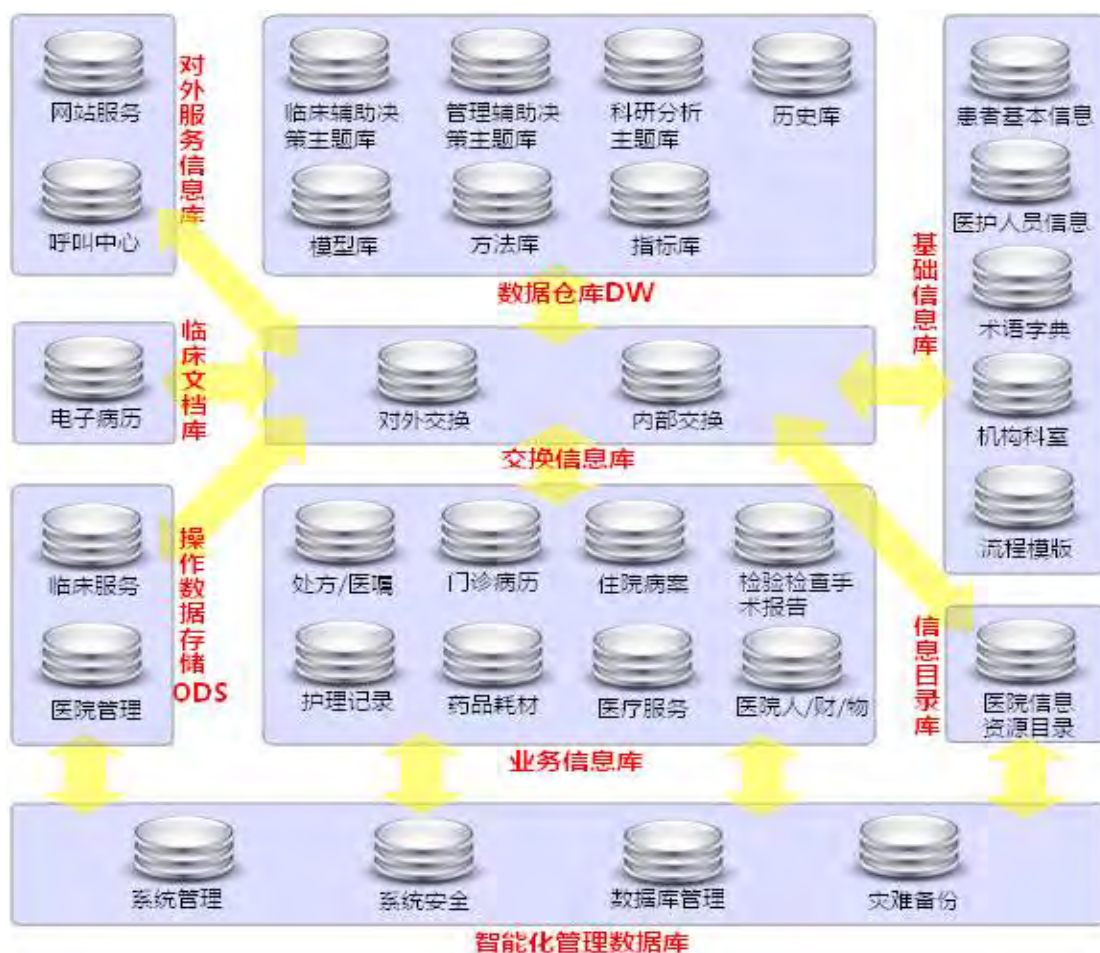 网站服务
呼叫中心
对外服务信息库
临床辅助决
策主题库
管理辅助决
策主题库
科研分析
主题库
历史库
模型库
方法库
指标库
数据仓库DW
患者基本信息
医护人员信息
术语字典
机构科室
流程模版
基础信息库
电子病历
临床文档库
对外交换
内部交换
交换信息库
临床服务
医院管理
操作数据存储
ODS
处方/医嘱
门诊病历
住院病案
检验检查手
术报告
护理记录
药品耗材
医疗服务
医院人/财/物
业务信息库
医院信息
资源目录
信息目录库
系统管理
系统安全
数据库管理
灾难备份
智能化管理数据库